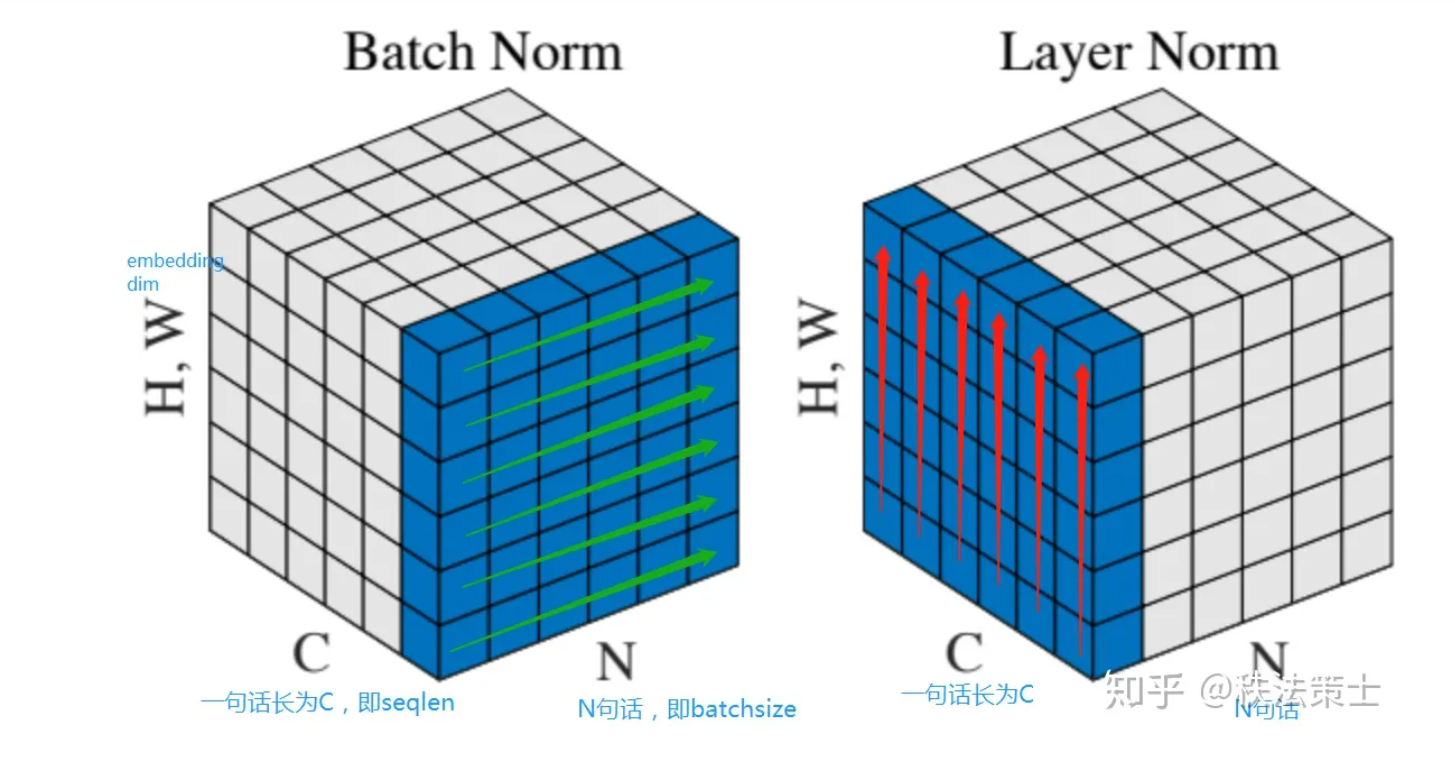 Batch Norm
Layer Norm
embedding
dim
H, W
H, W
C
N
C
N
一句话长为C，即seqlen
N句话，即batchsize
一句话长为C
知乎 @秩法策士
N句话